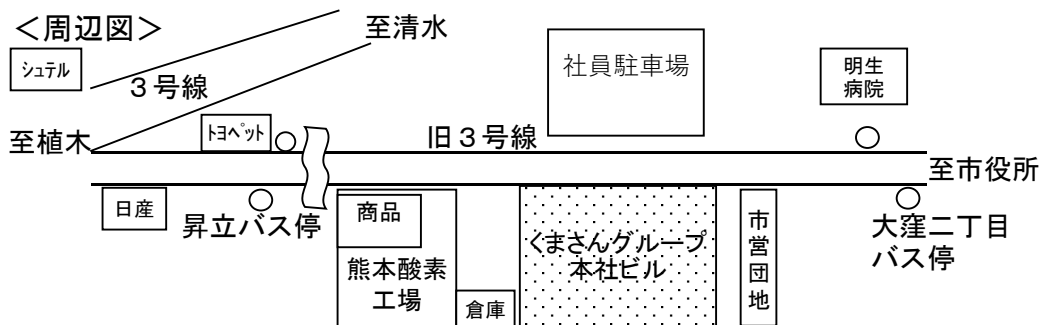 ＜周辺図＞
至清水
シュテル
３号線
社員駐車場
明生
病院
至植木
トヨペット
旧３号線
至市役所
日産
昇立バス停
商品
熊本酸素
工場
倉庫
くまさんグループ
本社ビル
市営団地
大窪二丁目
バス停